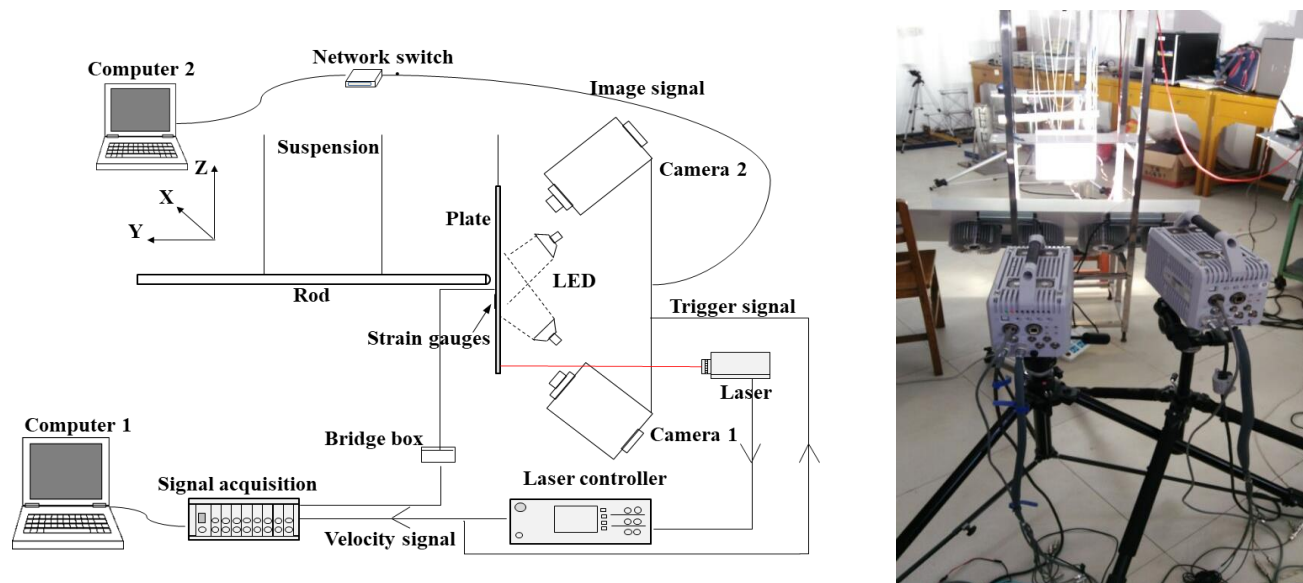 Network switch
Computer 2
Image signal
Suspension
Z
X
Y
Camera 2
Plate
LED
Rod
Trigger signal
Strain gauges
Laser
Computer 1
Camera 1
Bridge box
Signal acquisition
Laser controller
Velocity signal